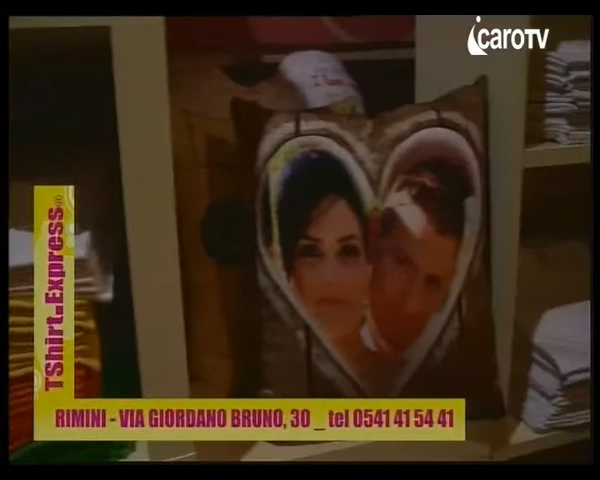 icaroTV
TShirt Express
RIMINI - VIA GIORDANO BRUNO, 30 _ tel 0541 41 54 41